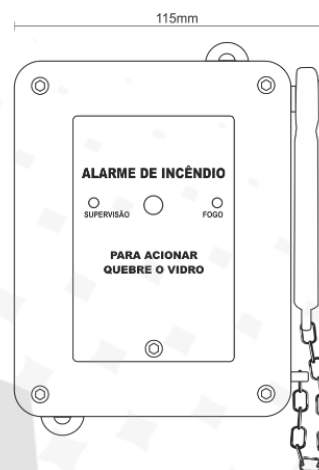 115mm
ALARME DE INCÊNDIO
SUPERVISÃO
FOGO
PARA ACIONAR
QUEBRE O VIDRO